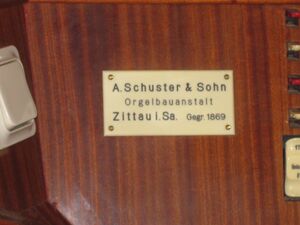 A. Schuster & Sohn
Orgelbauanstalt
Zittau i. Sa. Gegr. 1869